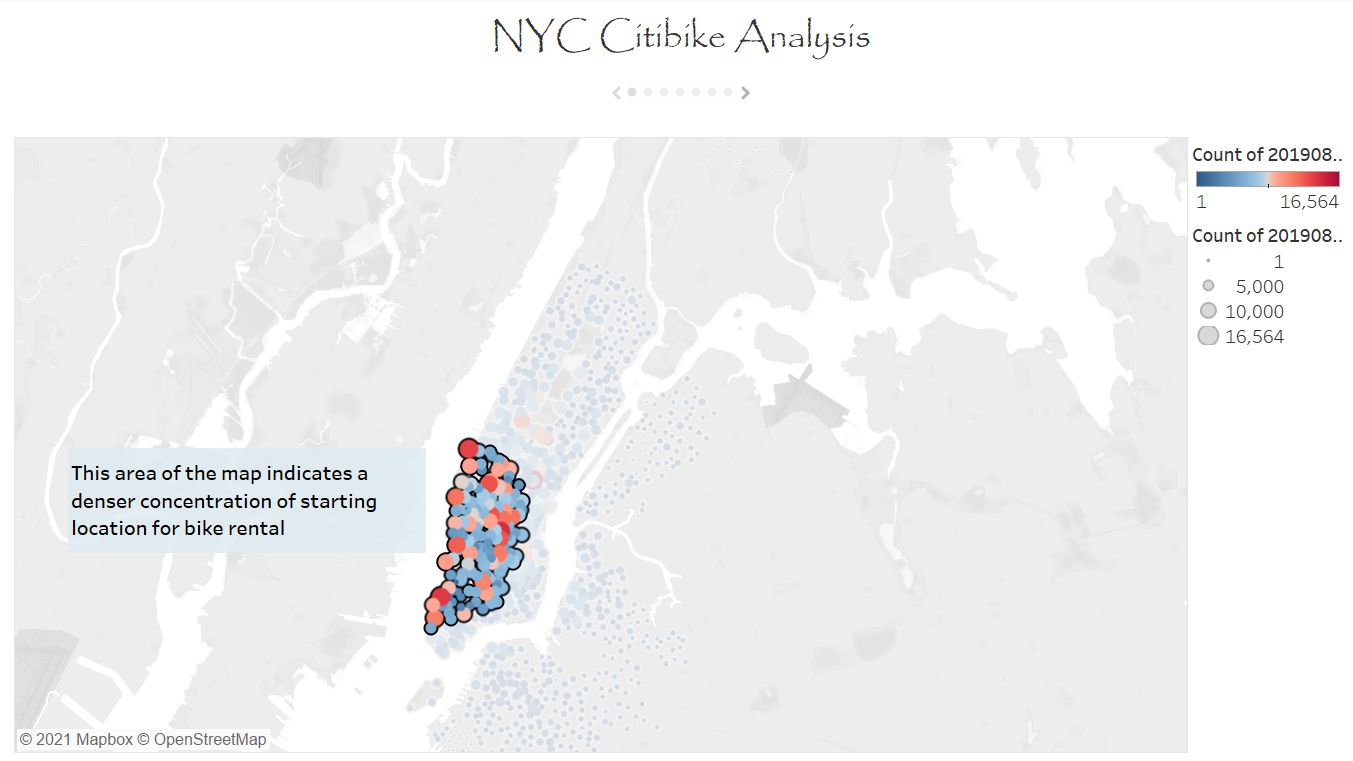 NYC Citibike Analysis
Count of 201908..
1 16,564
Count of 201908..
1
5,000
10,000
16,564
This area of the map indicates a
denser concentration of starting
location for bike rental
© 2021 Mapbox © OpenStreetMap